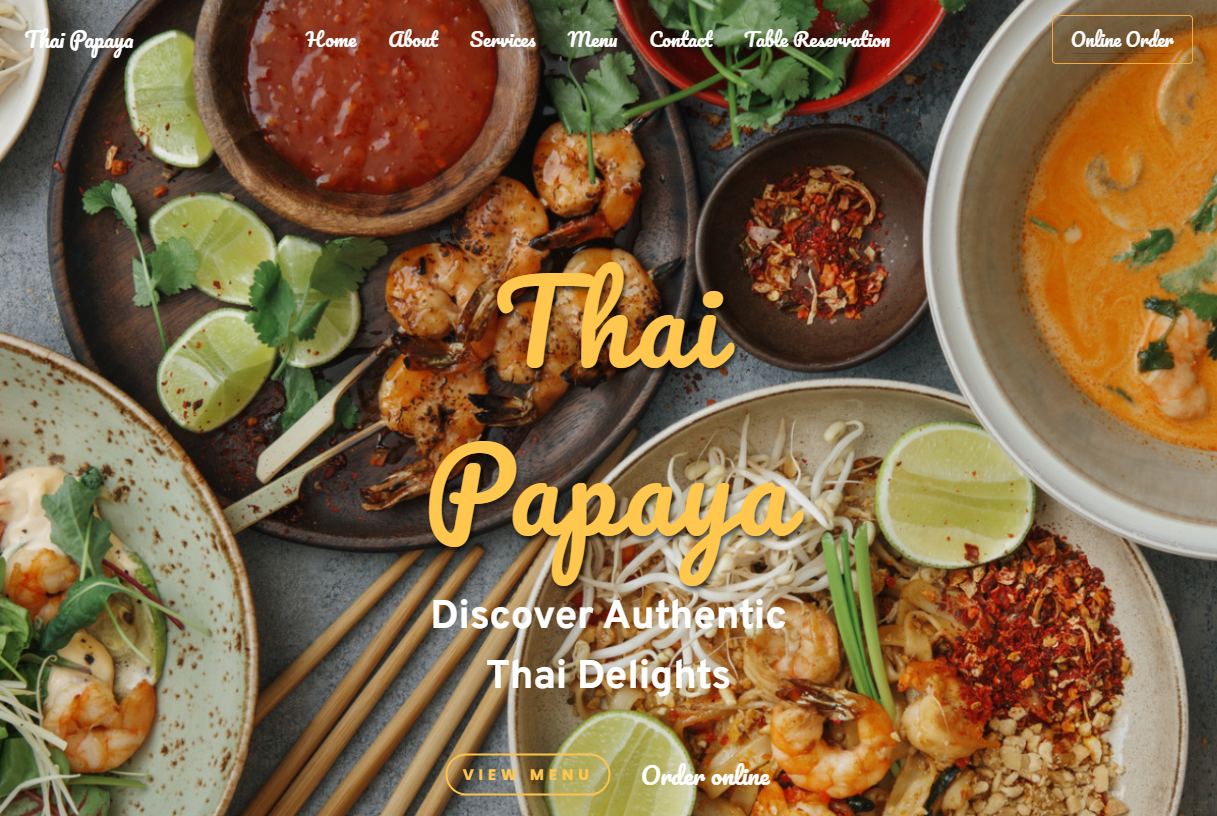 Thai Papaya
Home About Services Menu Contact Table Reservation
Online Order
Thai
Papaya
Discover Authentic
Thai Delights
VIEW MENU
Order online